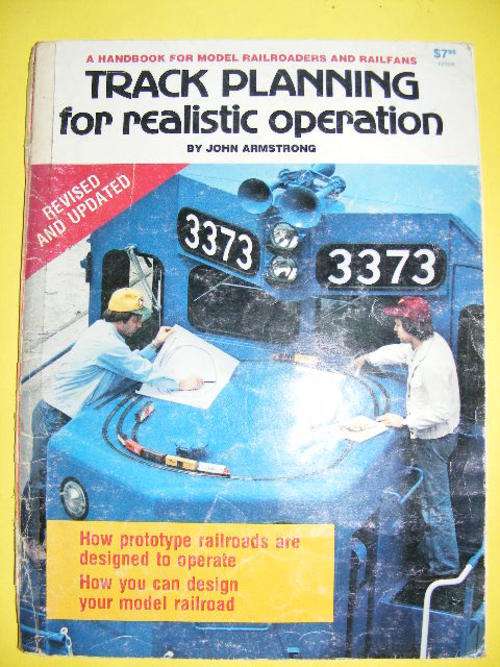 A HANDBOOK FOR MODEL RAILROADERS AND RAILFANS
$7.95
TRACK PLANNING
for realistic operation
BY JOHN ARMSTRONG
REVISED
AND UPDATED
3373
3373
How prototype railroads are
designed to operate
How you can design
your model railroad